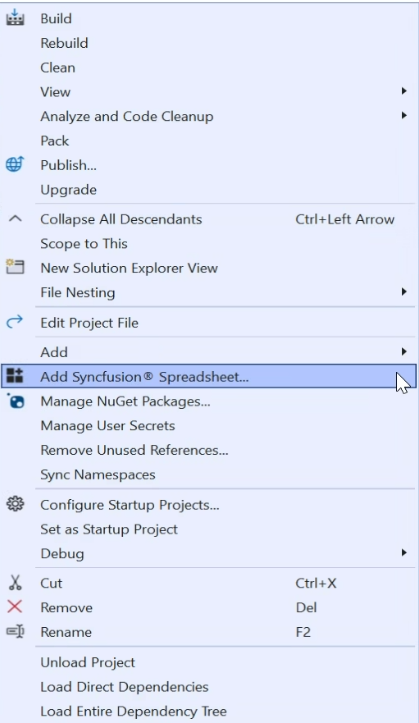 Build
Rebuild
Clean
View
Analyze and Code Cleanup
Pack
Publish...
Upgrade
Collapse All Descendants Ctrl+Left Arrow
Scope to This
New Solution Explorer View
File Nesting
Edit Project File
Add
Add Syncfusion® Spreadsheet...
Manage NuGet Packages...
Manage User Secrets
Remove Unused References...
Sync Namespaces
Configure Startup Projects...
Set as Startup Project
Debug
Cut Ctrl+X
Remove Del
Rename F2
Unload Project
Load Direct Dependencies
Load Entire Dependency Tree